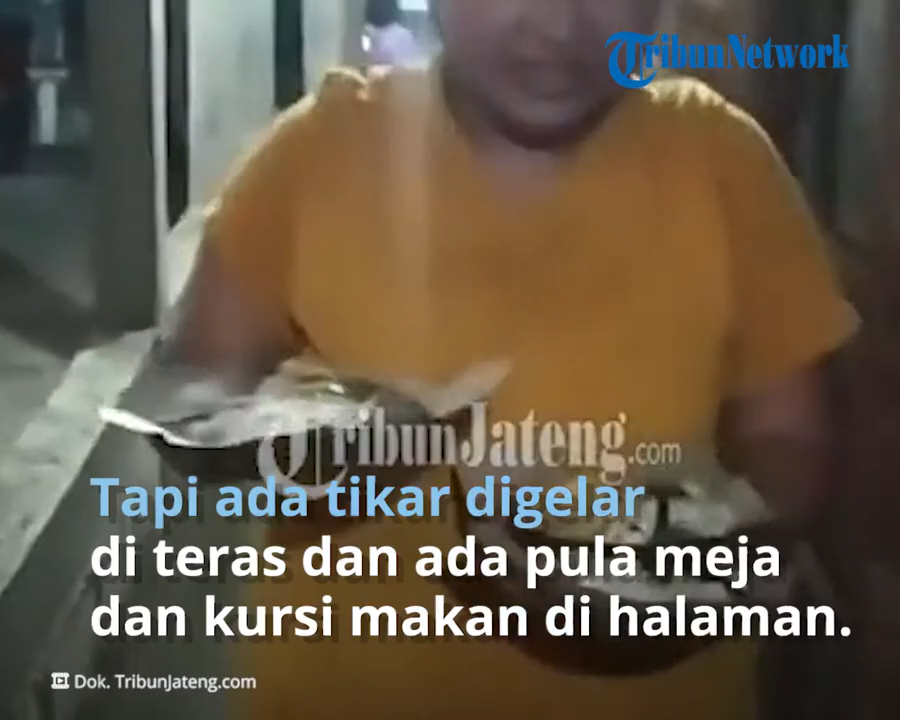 TribunNetwork
TribunJateng.com
Tapi ada tikar digelar
di teras dan ada pula meja
dan kursi makan di halaman.
Dok. TribunJateng.com